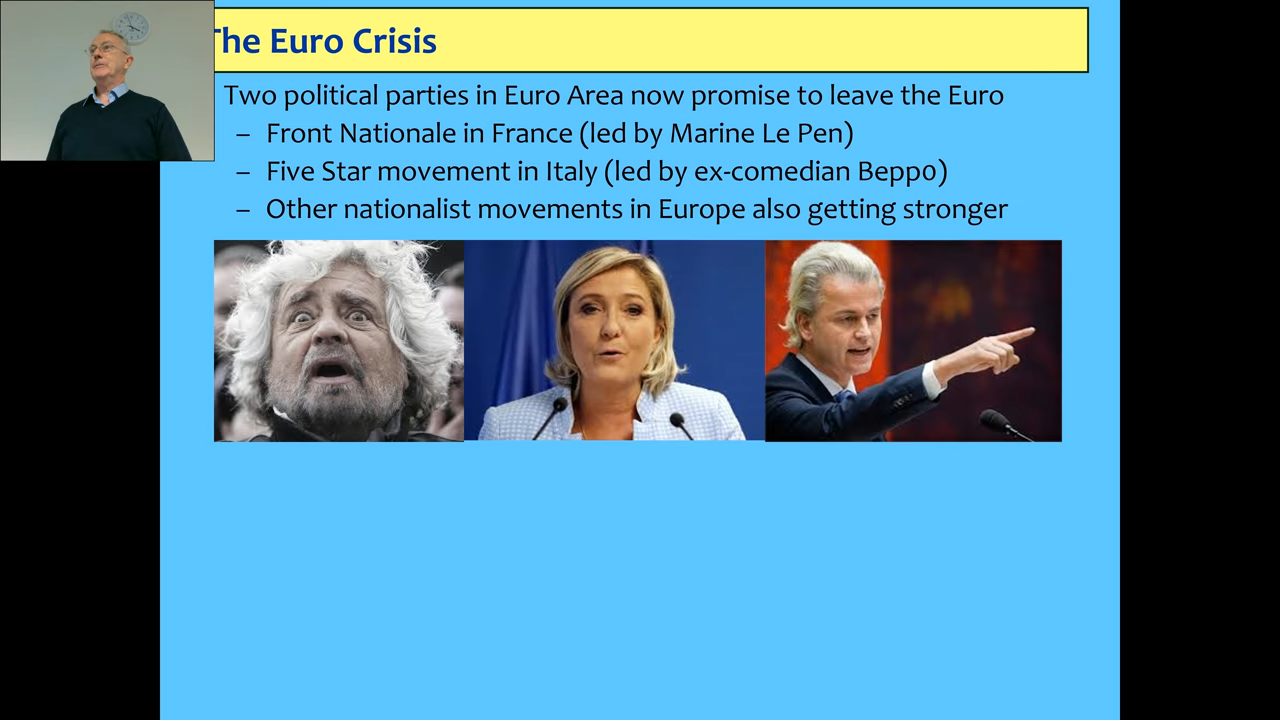 The Euro Crisis
Two political parties in Euro Area now promise to leave the Euro
– Front Nationale in France (led by Marine Le Pen)
– Five Star movement in Italy (led by ex-comedian Bepp0)
– Other nationalist movements in Europe also getting stronger